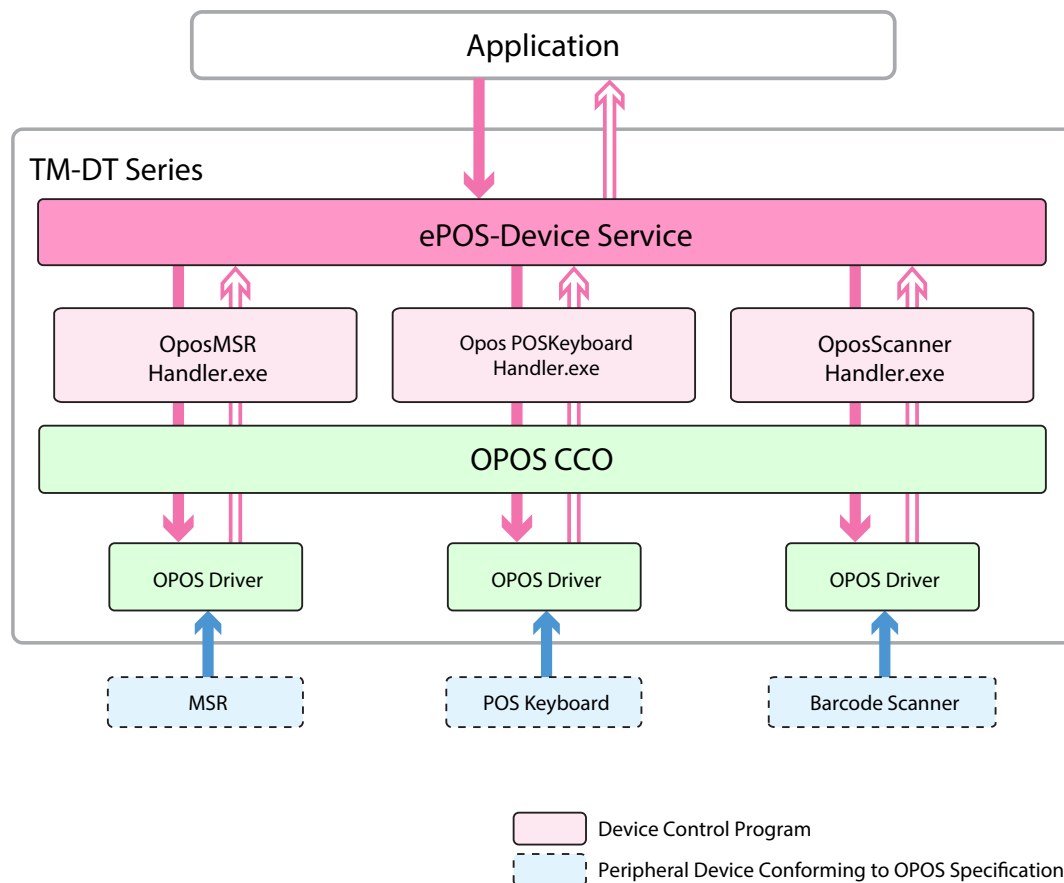 Application
TM-DT Series
ePOS-Device Service
OposMSR
Handler.exe
Opos POSKeyboard
Handler.exe
OposScanner
Handler.exe
OPOS CCO
OPOS Driver
OPOS Driver
OPOS Driver
MSR
POS Keyboard
Barcode Scanner
Device Control Program
Peripheral Device Conforming to OPOS Specification